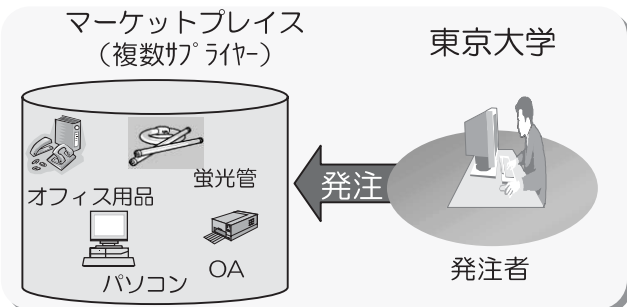 マーケットプレイス
（複数ｻﾌﾟﾗｲﾔｰ）
東京大学
オフィス用品
蛍光管
パソコン
OA
発注
発注者